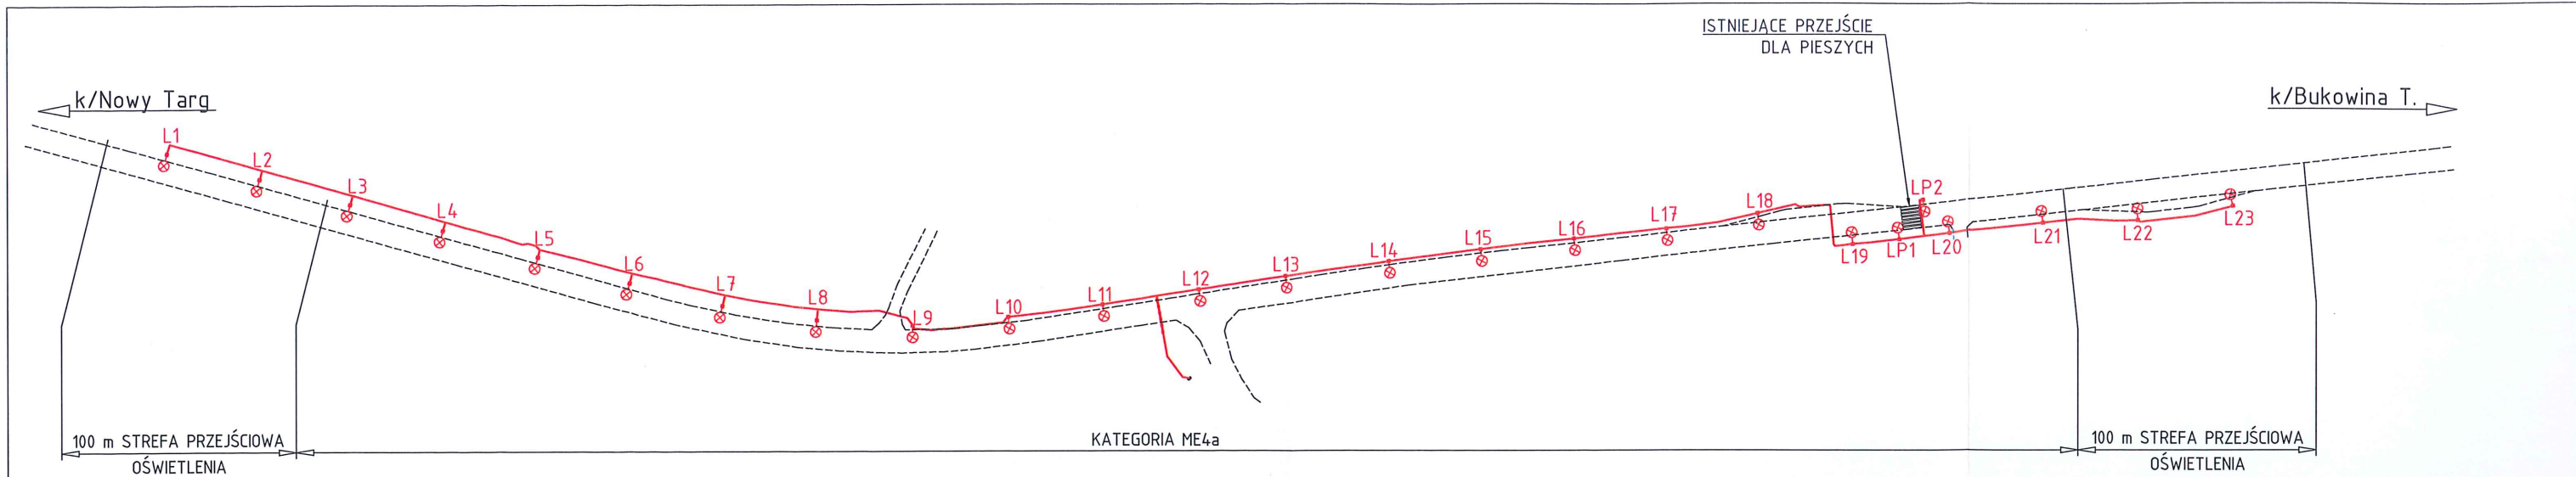 ISTNIEJĄCE PRZEJŚCIE
DLA PIESZYCH
k/Nowy Targ
k/Bukowina T.
L1
L2
L3
L4
L5
L6
L7
L8
L9
L10
L11
L12
L13
L14
L15
L16
L17
L18
LP2
L19
LP1
L20
L21
L22
L23
100 m STREFA PRZEJŚCIOWA
OŚWIETLENIA
KATEGORIA ME4a
100 m STREFA PRZEJŚCIOWA
OŚWIETLENIA